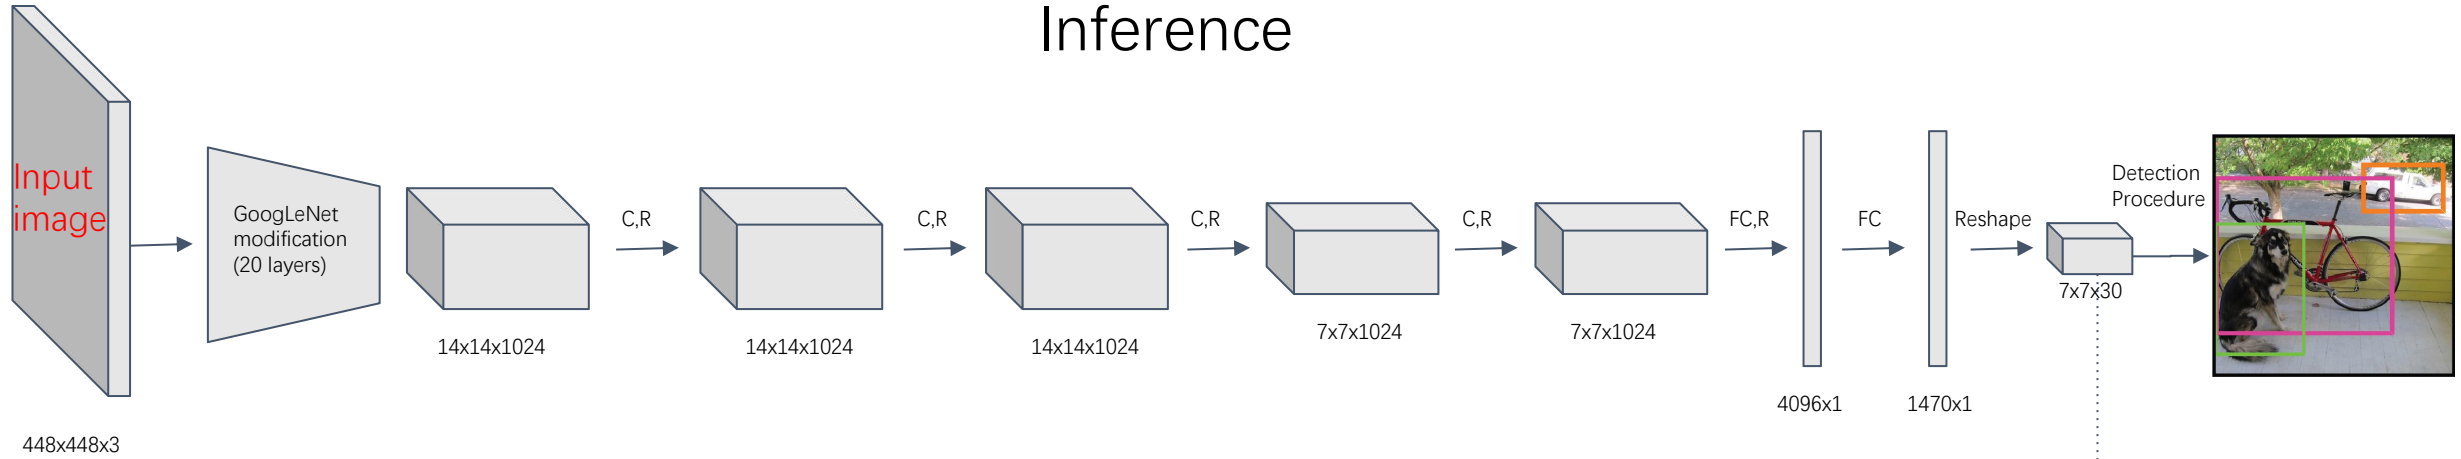 Inference
Input
image
448x448x3
GoogLeNet
modification
(20 layers)
14x14x1024
C,R
14x14x1024
C,R
14x14x1024
C,R
7x7x1024
C,R
7x7x1024
FC,R
4096x1
FC
1470x1
Reshape
7x7x30
Detection
Procedure